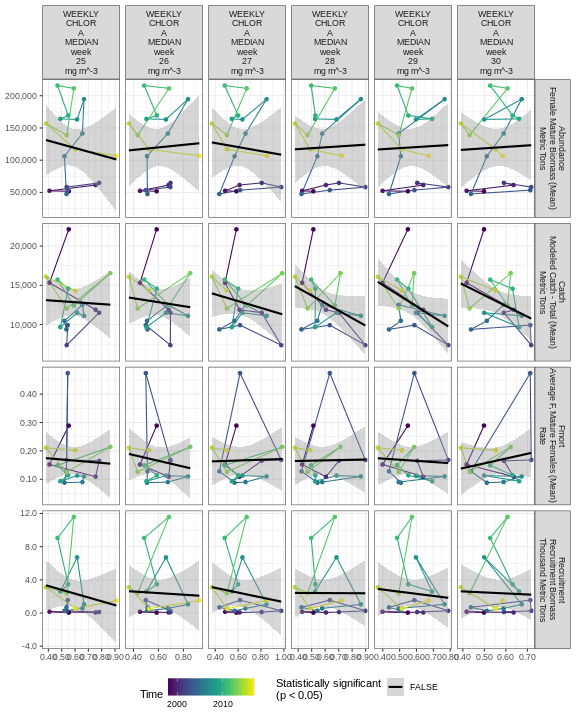 WEEKLY
CHLOR
A
MEDIAN
week
25
mg m^-3
WEEKLY
CHLOR
A
MEDIAN
week
26
mg m^-3
WEEKLY
CHLOR
A
MEDIAN
week
27
mg m^-3
WEEKLY
CHLOR
A
MEDIAN
week
28
mg m^-3
WEEKLY
CHLOR
A
MEDIAN
week
29
mg m^-3
WEEKLY
CHLOR
A
MEDIAN
week
30
mg m^-3
200,000
150,000
100,000
50,000
Abundance
Female Mature Biomass (Mean)
Metric Tons
20,000
15,000
10,000
Catch
Modeled Catch - Total (Mean)
Metric Tons
0.40
0.30
0.20
0.10
Fmort
Average F, Mature Females (Mean)
Rate
12.0
8.0
4.0
0.0
-4.0
Recruitment
Recruitment Biomass
Thousand Metric Tons
0.40 0.50 0.60 0.70 0.80 0.90
0.40 0.60 0.80
0.40 0.60 0.80 1.00
0.40 0.50 0.60 0.70 0.80 0.90
0.40 0.50 0.60 0.70 0.80
0.40 0.50 0.60 0.70
Time
2000 2010
Statistically significant
(p < 0.05)
FALSE